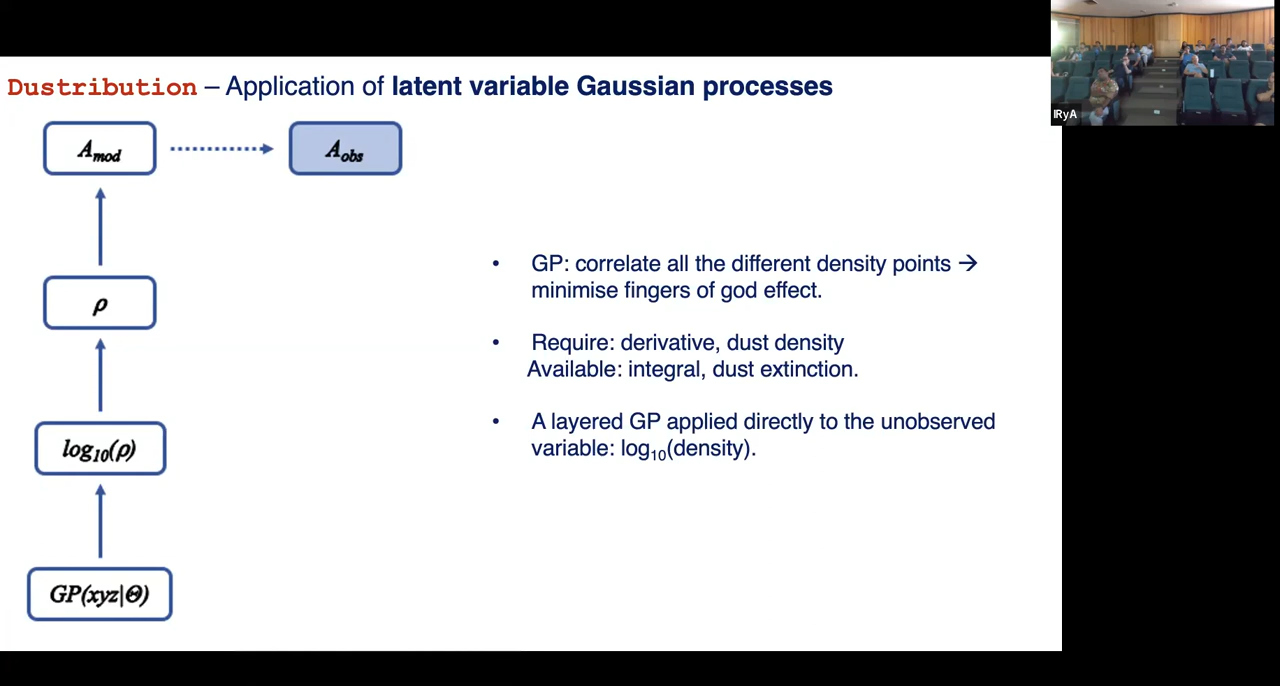 Dustribution – Application of latent variable Gaussian processes
A_mod
A_obs
ρ
log₁₀(ρ)
GP(xyz|Θ)
• GP: correlate all the different density points →
minimise fingers of god effect.
• Require: derivative, dust density
Available: integral, dust extinction.
• A layered GP applied directly to the unobserved
variable: log₁₀(density).
IRyA